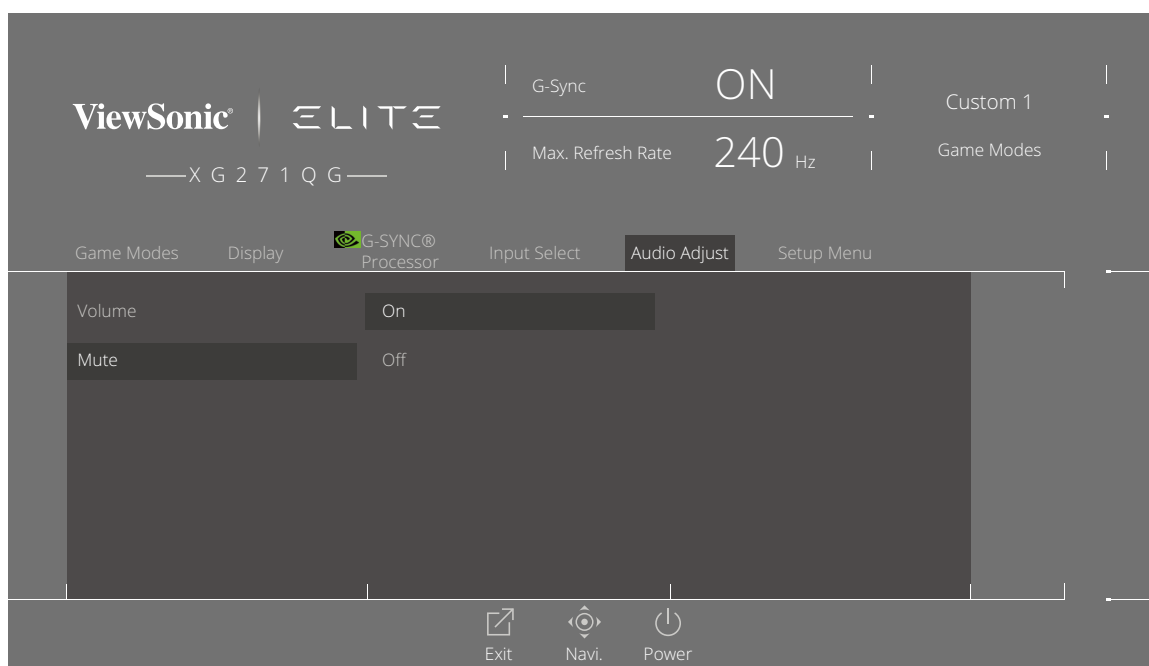 ViewSonic® ELITE
XG271QG
G-Sync ON
Max. Refresh Rate 240 Hz
Custom 1
Game Modes
Game Modes Display G-SYNC® Processor Input Select Audio Adjust Setup Menu
Volume On
Mute Off
Exit Navi. Power